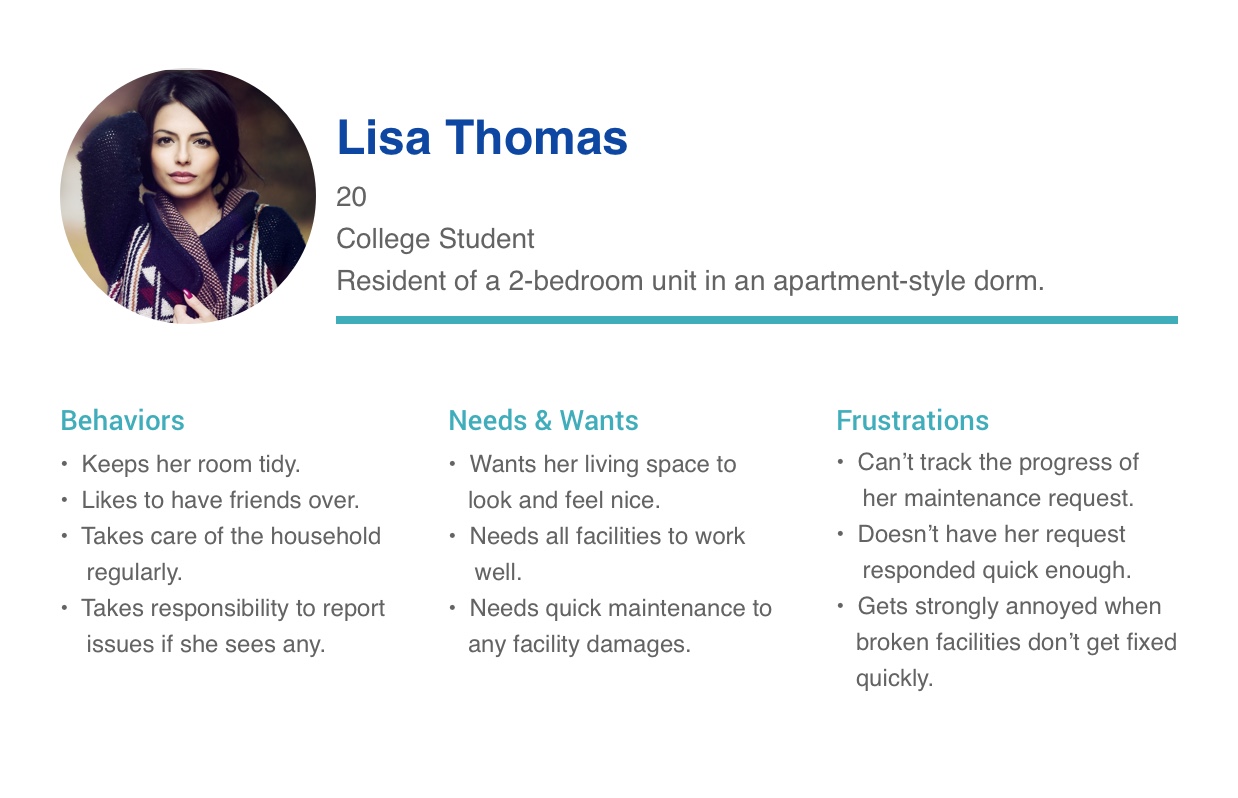 Lisa Thomas
20
College Student
Resident of a 2-bedroom unit in an apartment-style dorm.
Behaviors
• Keeps her room tidy.
• Likes to have friends over.
• Takes care of the household
regularly.
• Takes responsibility to report
issues if she sees any.
Needs & Wants
• Wants her living space to
look and feel nice.
• Needs all facilities to work
well.
• Needs quick maintenance to
any facility damages.
Frustrations
• Can’t track the progress of
her maintenance request.
• Doesn’t have her request
responded quick enough.
• Gets strongly annoyed when
broken facilities don’t get fixed
quickly.